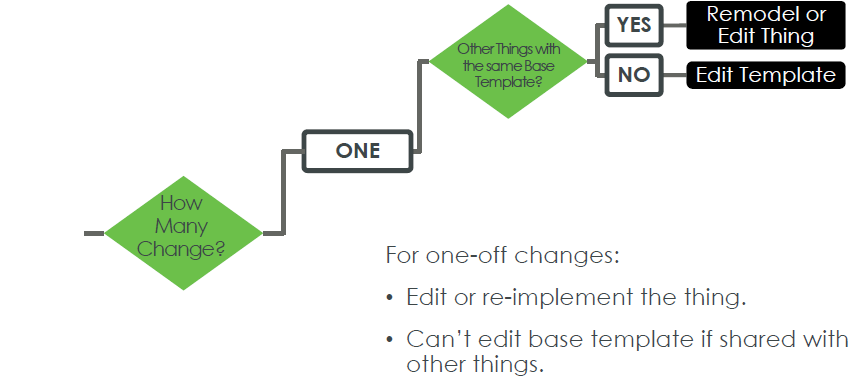 How
Many
Change?
ONE
Other Things with
the same Base
Template?
YES
Remodel or
Edit Thing
NO
Edit Template
For one-off changes:
• Edit or re-implement the thing.
• Can’t edit base template if shared with
other things.